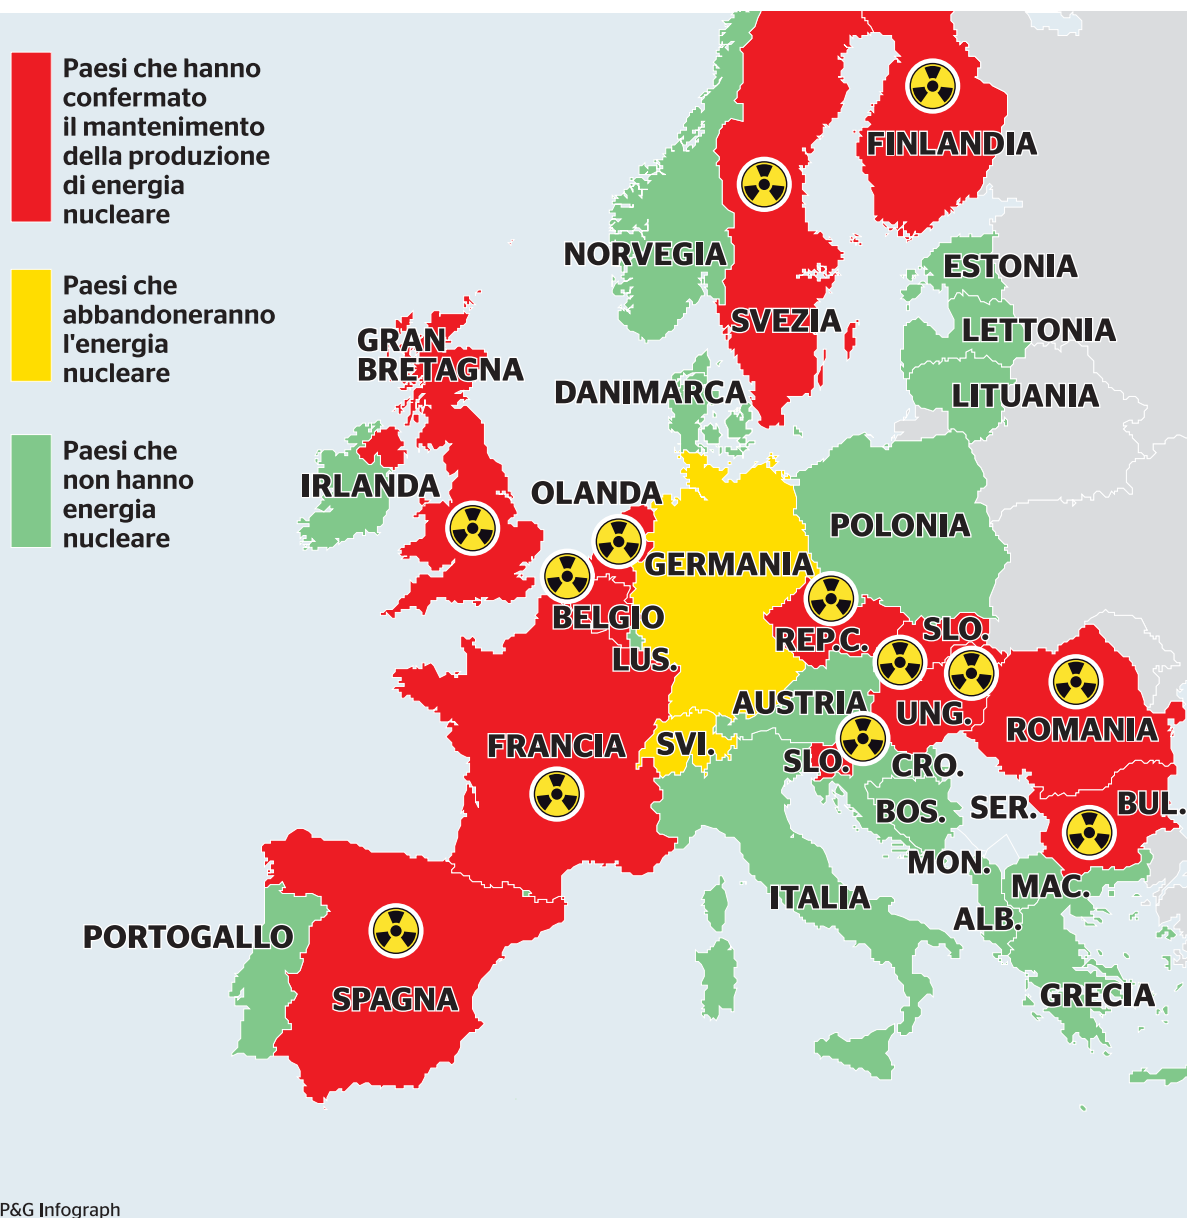 Paesi che hanno
confermato
il mantenimento
della produzione
di energia
nucleare
Paesi che
abbandoneranno
l'energia
nucleare
Paesi che
non hanno
energia
nucleare
FINLANDIA
NORVEGIA
ESTONIA
SVEZIA
LETTONIA
GRAN
BRETAGNA
DANIMARCA
LITUANIA
IRLANDA
OLANDA
POLONIA
GERMANIA
BELGIO
REP.C.
SLO.
LUS.
AUSTRIA
UNG.
ROMANIA
FRANCIA
SVI.
SLO.
CRO.
BOS.
SER.
BUL.
MON.
MAC.
ITALIA
ALB.
PORTOGALLO
SPAGNA
GRECIA
P&G Infograph